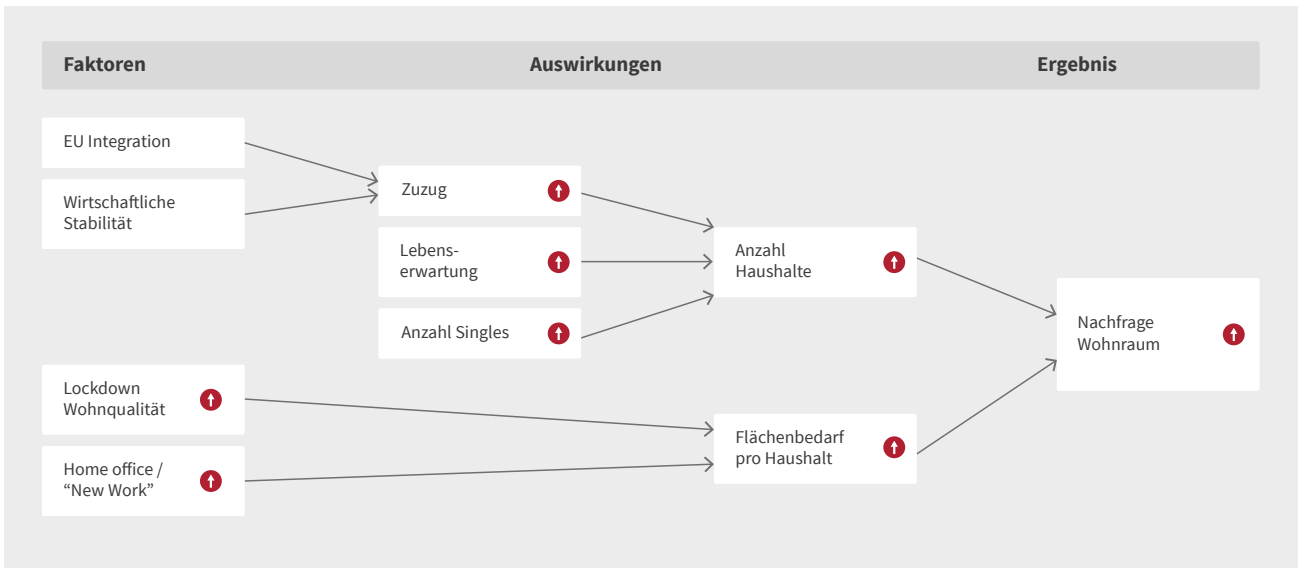 Faktoren
Auswirkungen
Ergebnis
EU Integration
Wirtschaftliche
Stabilität
Zuzug
Lebens-
erwartung
Anzahl Singles
Anzahl
Haushalte
Nachfrage
Wohnraum
Lockdown
Wohnqualität
Home office /
“New Work”
Flächenbedarf
pro Haushalt